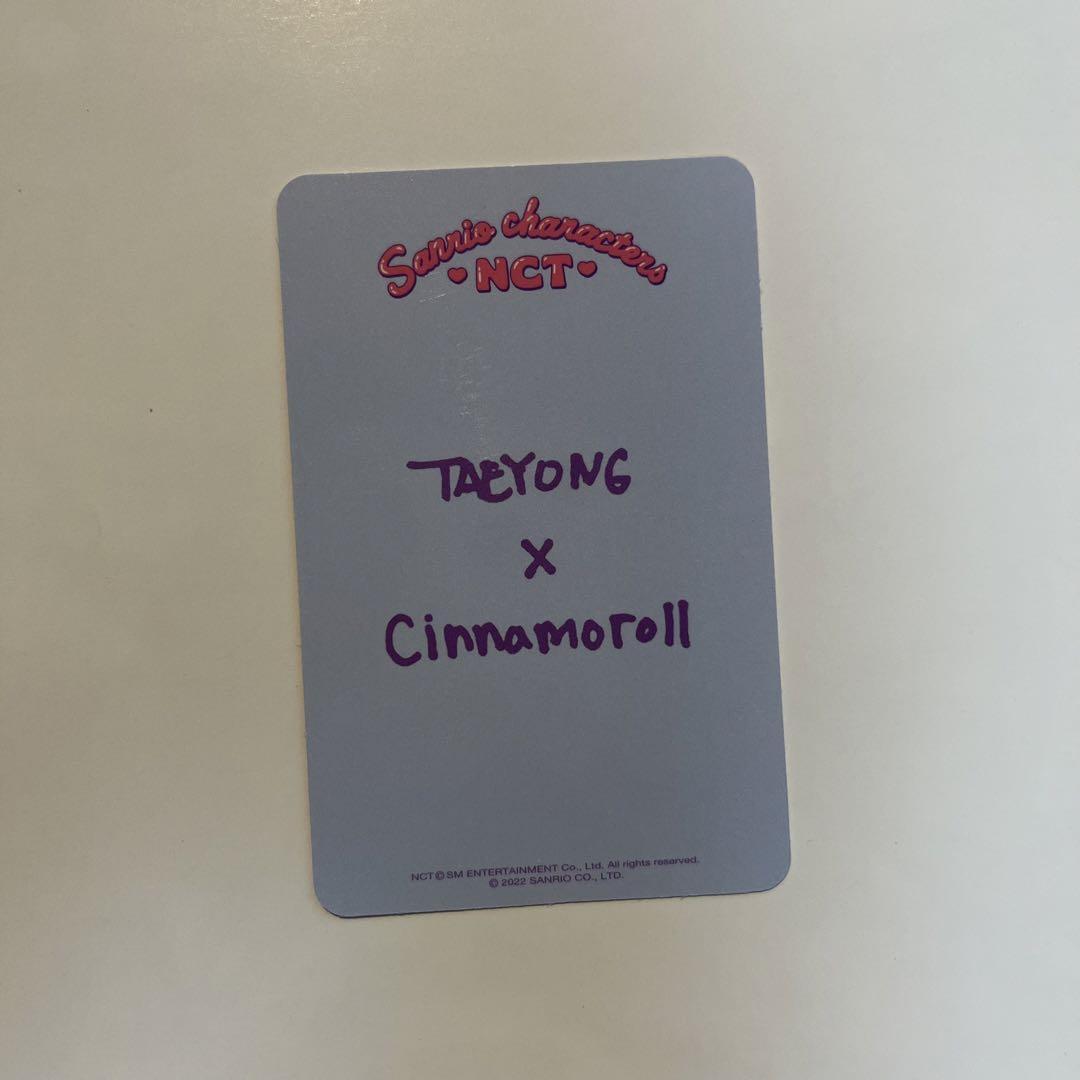 Sanrio characters
NCT
TAEYONG
X
Cinnamoroll
NCT © SM ENTERTAINMENT Co., Ltd. All rights reserved.
© 2022 SANRIO CO., LTD.